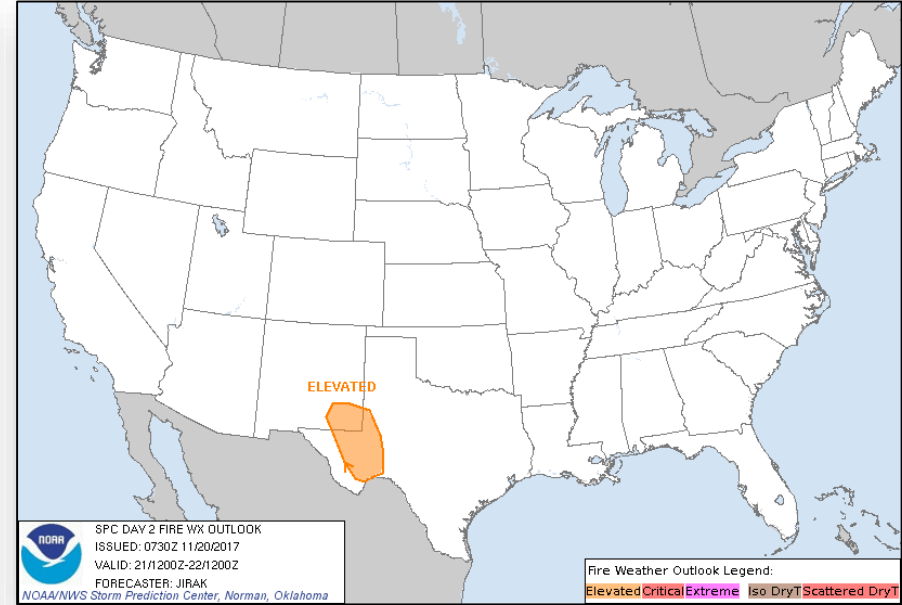 ELEVATED
NOAA
SPC DAY 2 FIRE WX OUTLOOK
ISSUED: 0730Z 11/20/2017
VALID: 21/1200Z-22/1200Z
FORECASTER: JIRAK
NOAA/NWS Storm Prediction Center, Norman, Oklahoma
Fire Weather Outlook Legend:
Elevated Critical Extreme Iso DryT Scattered DryT